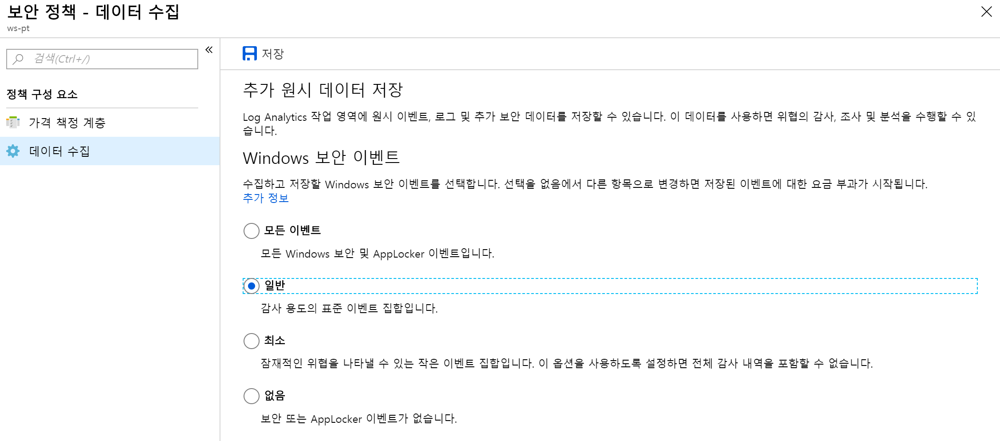 보안 정책 - 데이터 수집
ws-pt
검색(Ctrl+/)
정책 구성 요소
가격 책정 계층
데이터 수집
저장
추가 원시 데이터 저장
Log Analytics 작업 영역에 원시 이벤트, 로그 및 추가 보안 데이터를 저장할 수 있습니다. 이 데이터를 사용하면 위협의 감사, 조사 및 분석을 수행할 수 있
습니다.
Windows 보안 이벤트
수집하고 저장할 Windows 보안 이벤트를 선택합니다. 선택을 없음에서 다른 항목으로 변경하면 저장된 이벤트에 대한 요금 부과가 시작됩니다.
추가 정보
모든 이벤트
모든 Windows 보안 및 AppLocker 이벤트입니다.
일반
감사 용도의 표준 이벤트 집합입니다.
최소
잠재적인 위협을 나타낼 수 있는 작은 이벤트 집합입니다. 이 옵션을 사용하도록 설정하면 전체 감사 내역을 포함할 수 없습니다.
없음
보안 또는 AppLocker 이벤트가 없습니다.